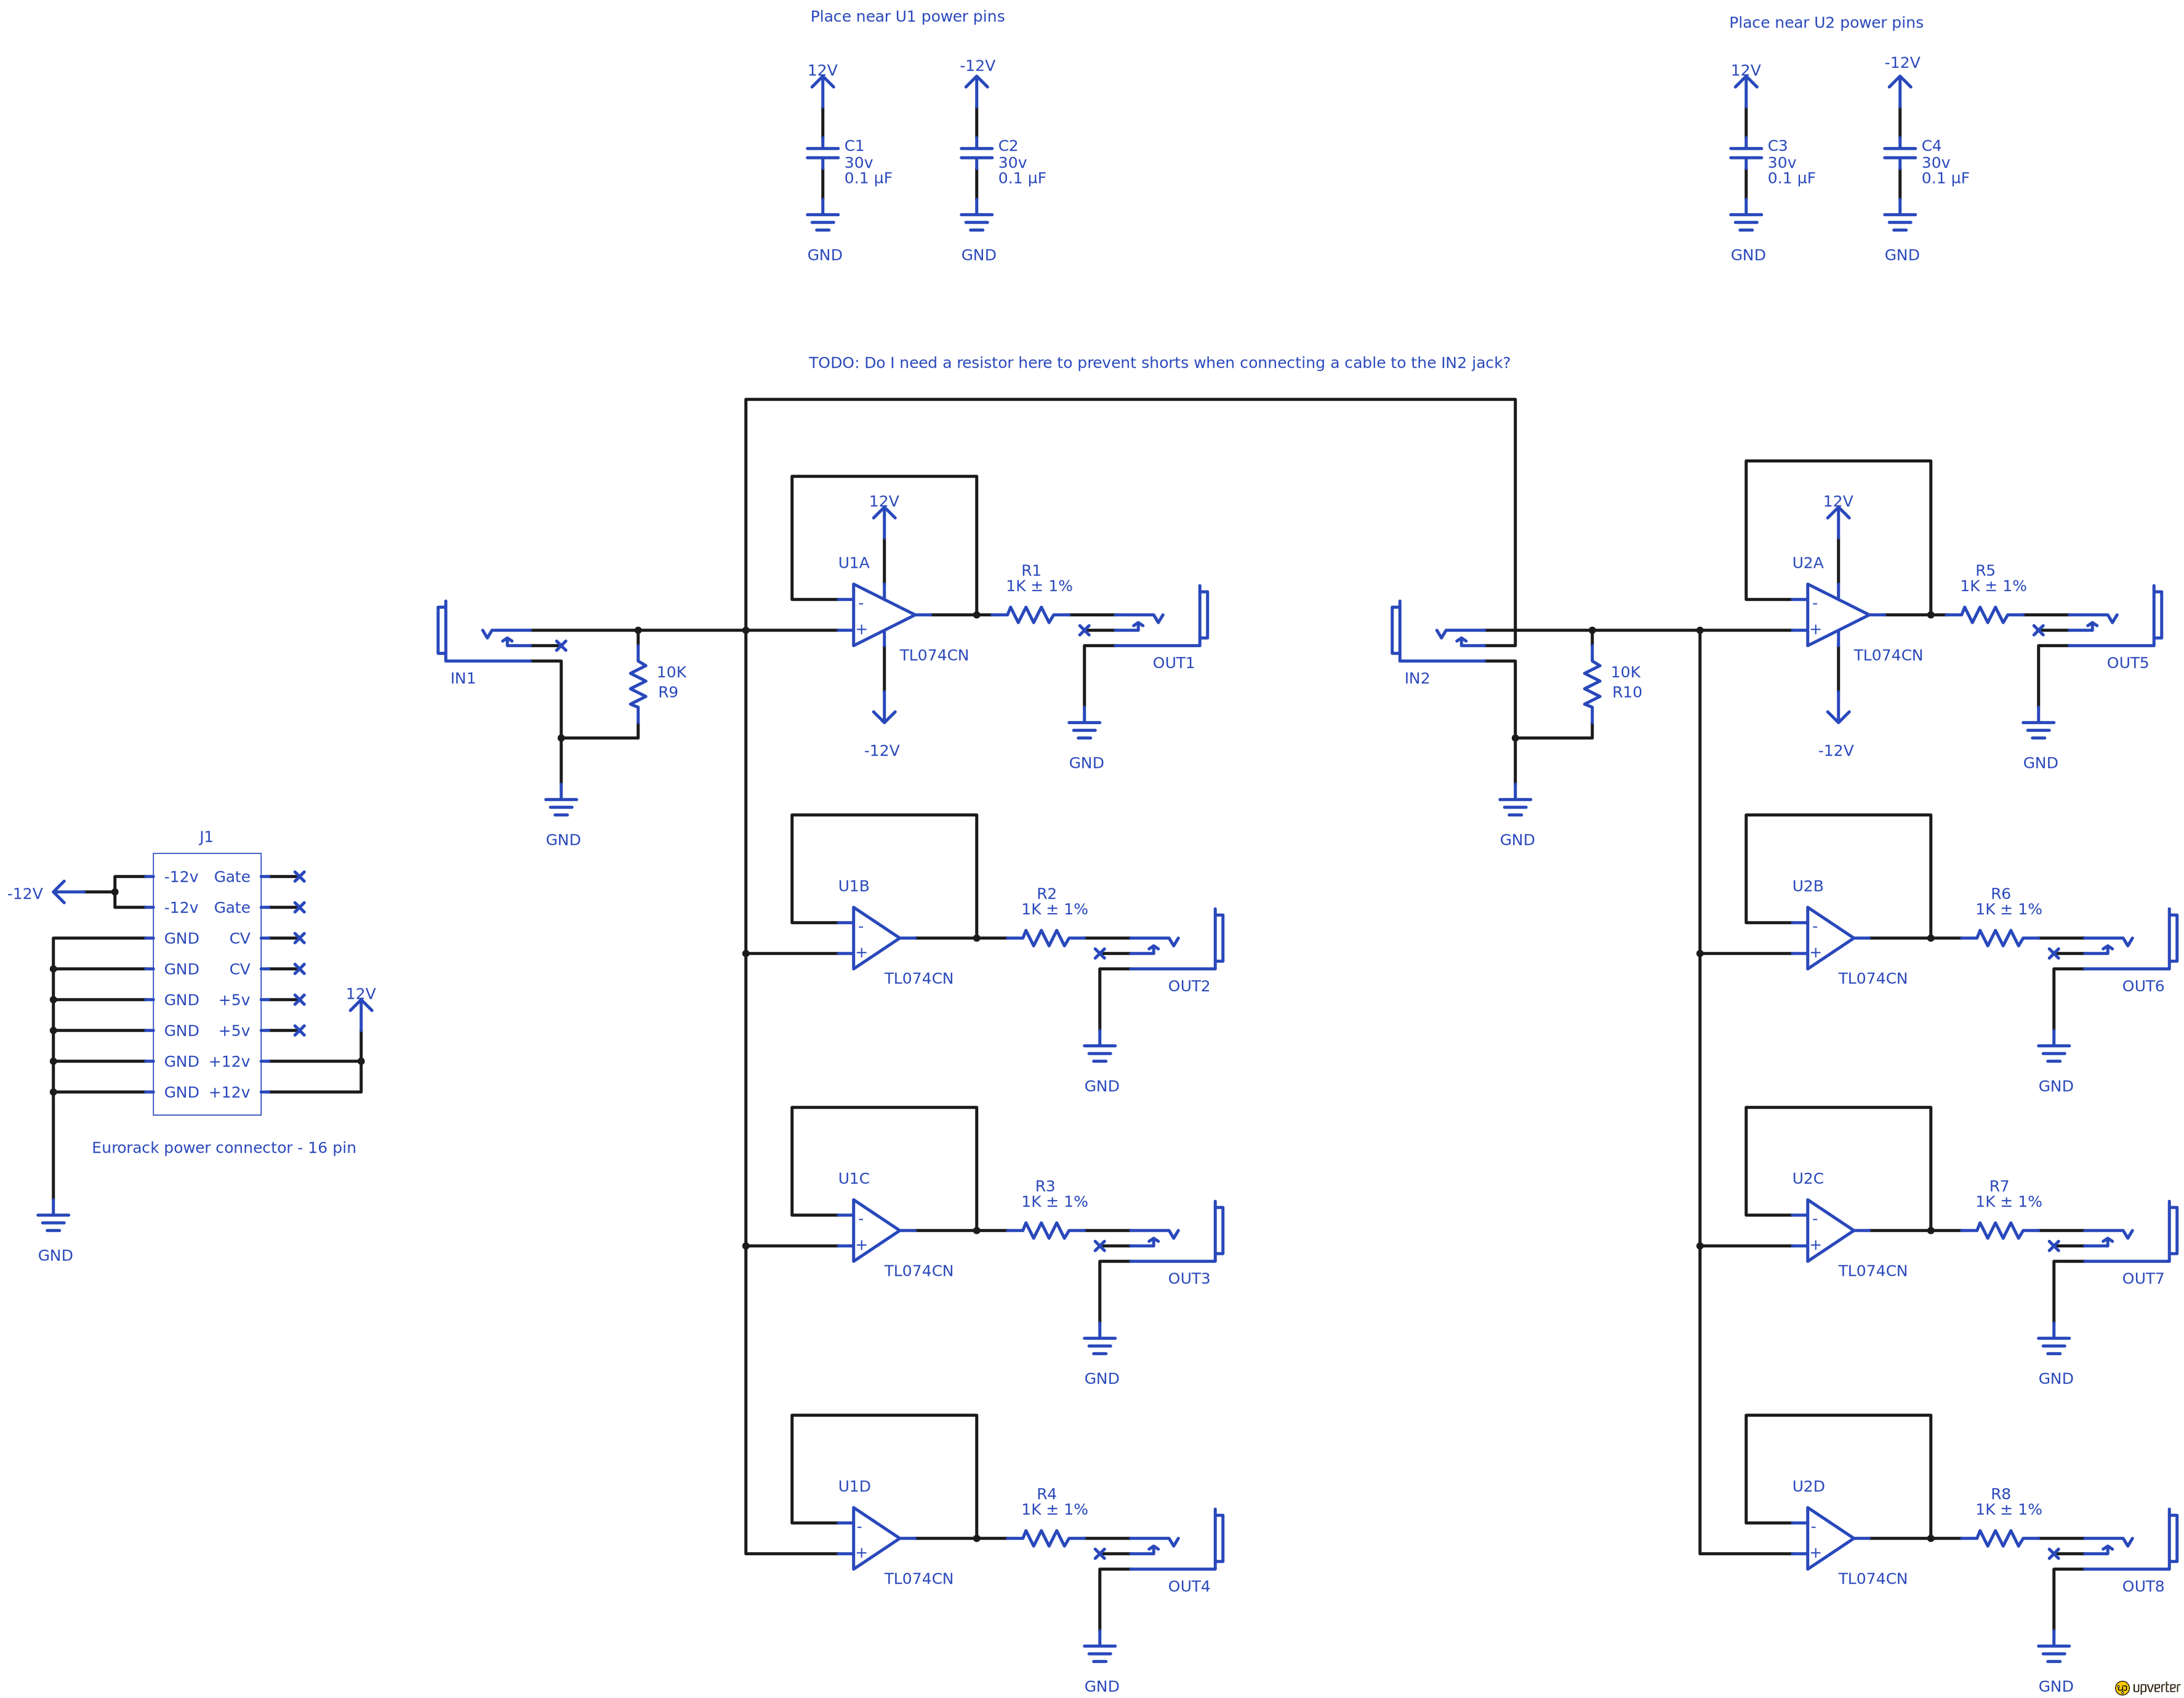 Place near U1 power pins
Place near U2 power pins
12V
-12V
12V
-12V
C1
30v
0.1 µF
C2
30v
0.1 µF
C3
30v
0.1 µF
C4
30v
0.1 µF
GND
GND
GND
GND
TODO: Do I need a resistor here to prevent shorts when connecting a cable to the IN2 jack?
12V
U1A
-
+
TL074CN
-12V
R1
1K ± 1%
OUT1
GND
IN1
10K
R9
GND
12V
U2A
-
+
TL074CN
-12V
R5
1K ± 1%
OUT5
GND
IN2
10K
R10
GND
J1
-12V
-12v Gate
-12v Gate
GND CV
GND CV
GND +5v
GND +5v
GND +12v
GND +12v
12V
Eurorack power connector - 16 pin
GND
U1B
-
+
TL074CN
R2
1K ± 1%
OUT2
GND
U2B
-
+
TL074CN
R6
1K ± 1%
OUT6
GND
U1C
-
+
TL074CN
R3
1K ± 1%
OUT3
GND
U2C
-
+
TL074CN
R7
1K ± 1%
OUT7
GND
U1D
-
+
TL074CN
R4
1K ± 1%
OUT4
GND
U2D
-
+
TL074CN
R8
1K ± 1%
OUT8
GND
up upverter